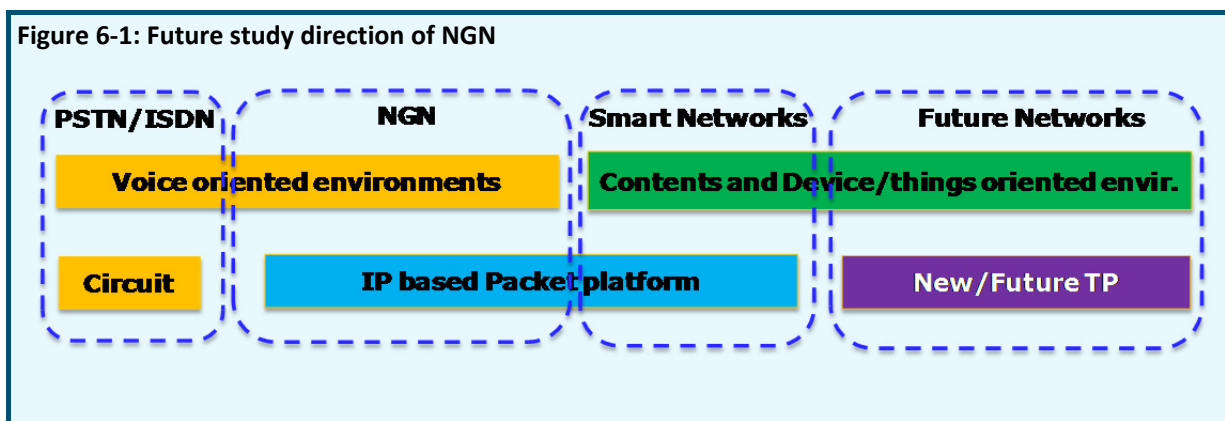 Figure 6-1: Future study direction of NGN
PSTN/ISDN NGN Smart Networks Future Networks
Voice oriented environments Contents and Device/things oriented envir.
Circuit IP based Packet platform New/Future TP